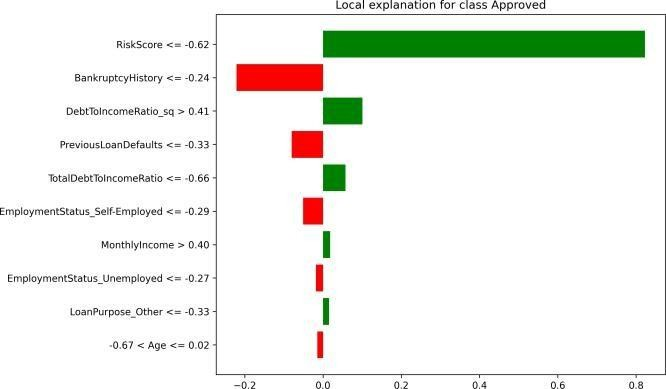 Local explanation for class Approved
RiskScore <= -0.62
BankruptcyHistory <= -0.24
DebtToIncomeRatio_sq > 0.41
PreviousLoanDefaults <= -0.33
TotalDebtToIncomeRatio <= -0.66
EmploymentStatus_Self-Employed <= -0.29
MonthlyIncome > 0.40
EmploymentStatus_Unemployed <= -0.27
LoanPurpose_Other <= -0.33
-0.67 < Age <= 0.02
−0.2 0.0 0.2 0.4 0.6 0.8